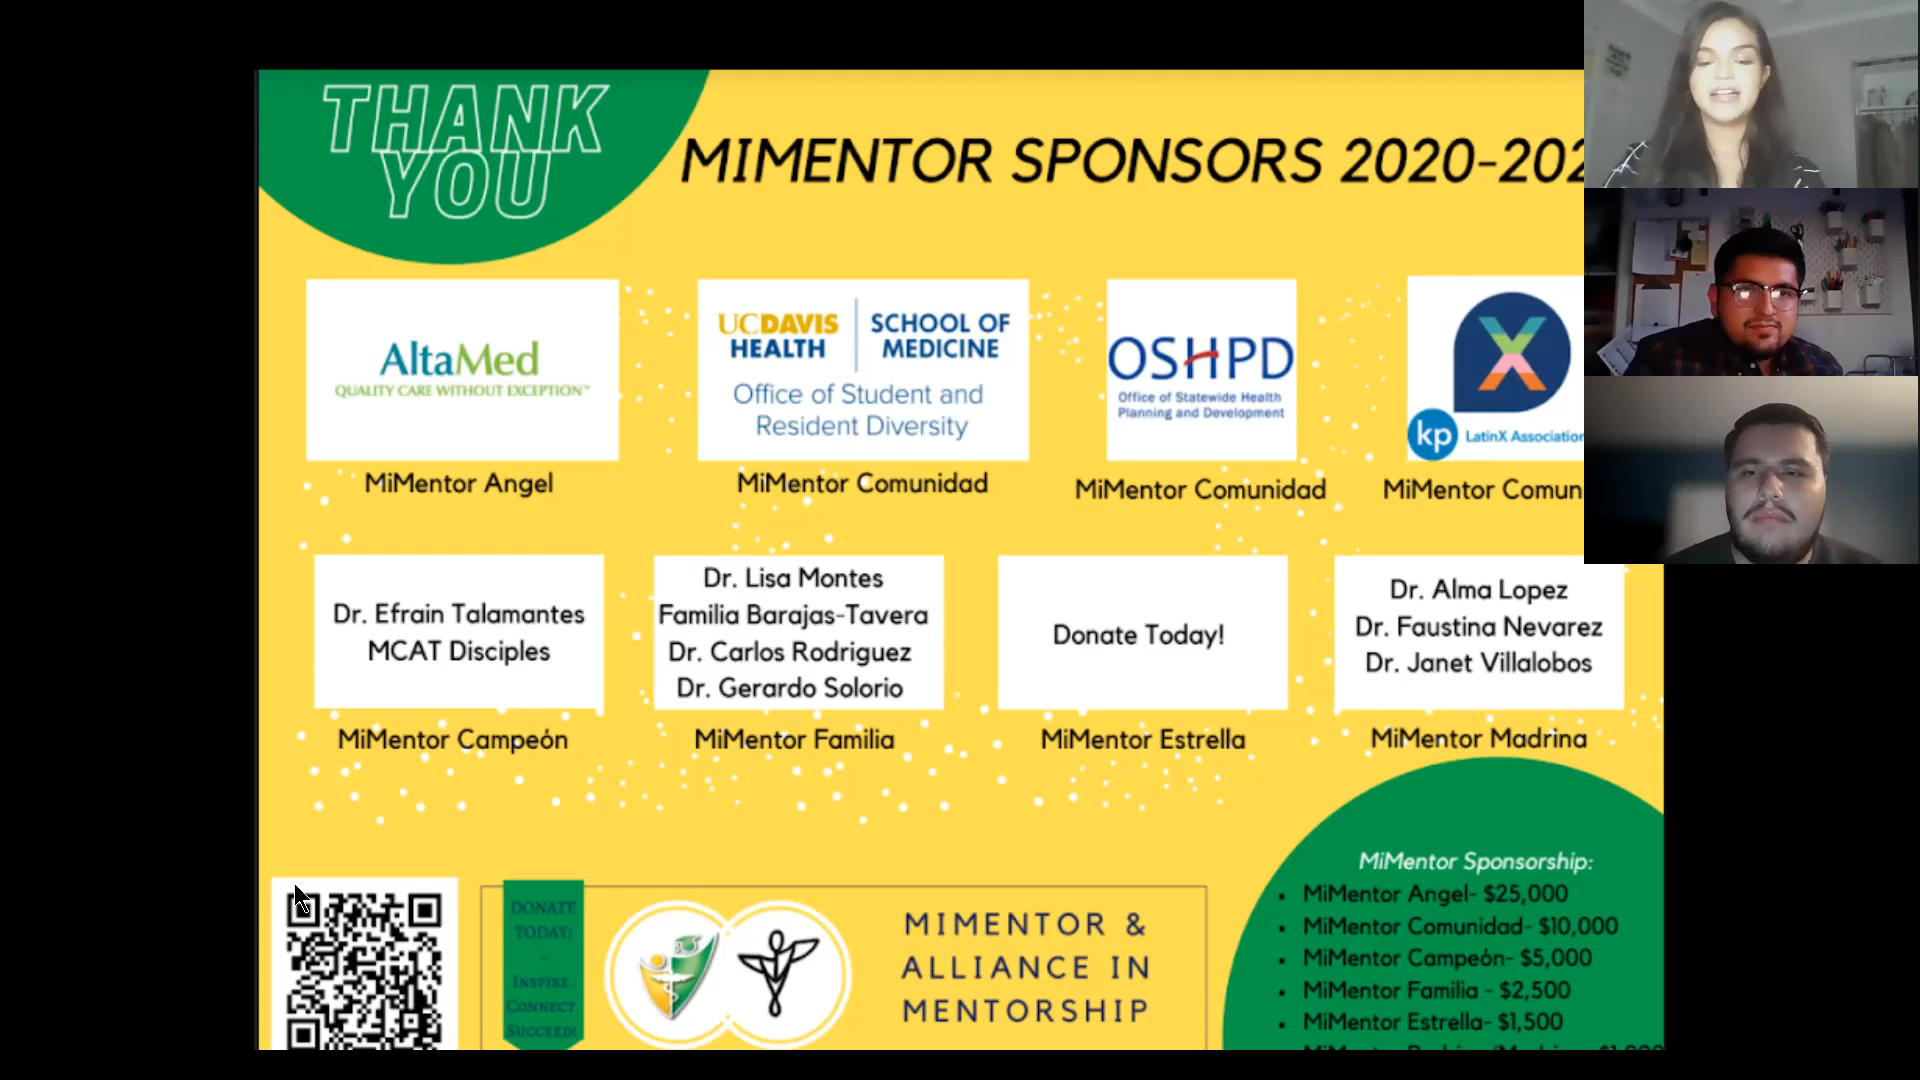 THANK
YOU
MIMENTOR SPONSORS 2020-202
AltaMed
QUALITY CARE WITHOUT EXCEPTION™
UCDAVIS
HEALTH
SCHOOL OF
MEDICINE
Office of Student and
Resident Diversity
OSHPD
Office of Statewide Health
Planning and Development
X
kp
LatinX Association
MiMentor Angel
MiMentor Comunidad
MiMentor Comunidad
MiMentor Comun
Dr. Efrain Talamantes
MCAT Disciples
Dr. Lisa Montes
Familia Barajas-Tavera
Dr. Carlos Rodriguez
Dr. Gerardo Solorio
Donate Today!
Dr. Alma Lopez
Dr. Faustina Nevarez
Dr. Janet Villalobos
MiMentor Campeón
MiMentor Familia
MiMentor Estrella
MiMentor Madrina
DONATE
TODAY!
-
INSPIRE.
CONNECT.
SUCCEED!
MIMENTOR &
ALLIANCE IN
MENTORSHIP
MiMentor Sponsorship:
• MiMentor Angel- $25,000
• MiMentor Comunidad- $10,000
• MiMentor Campeón- $5,000
• MiMentor Familia - $2,500
• MiMentor Estrella- $1,500